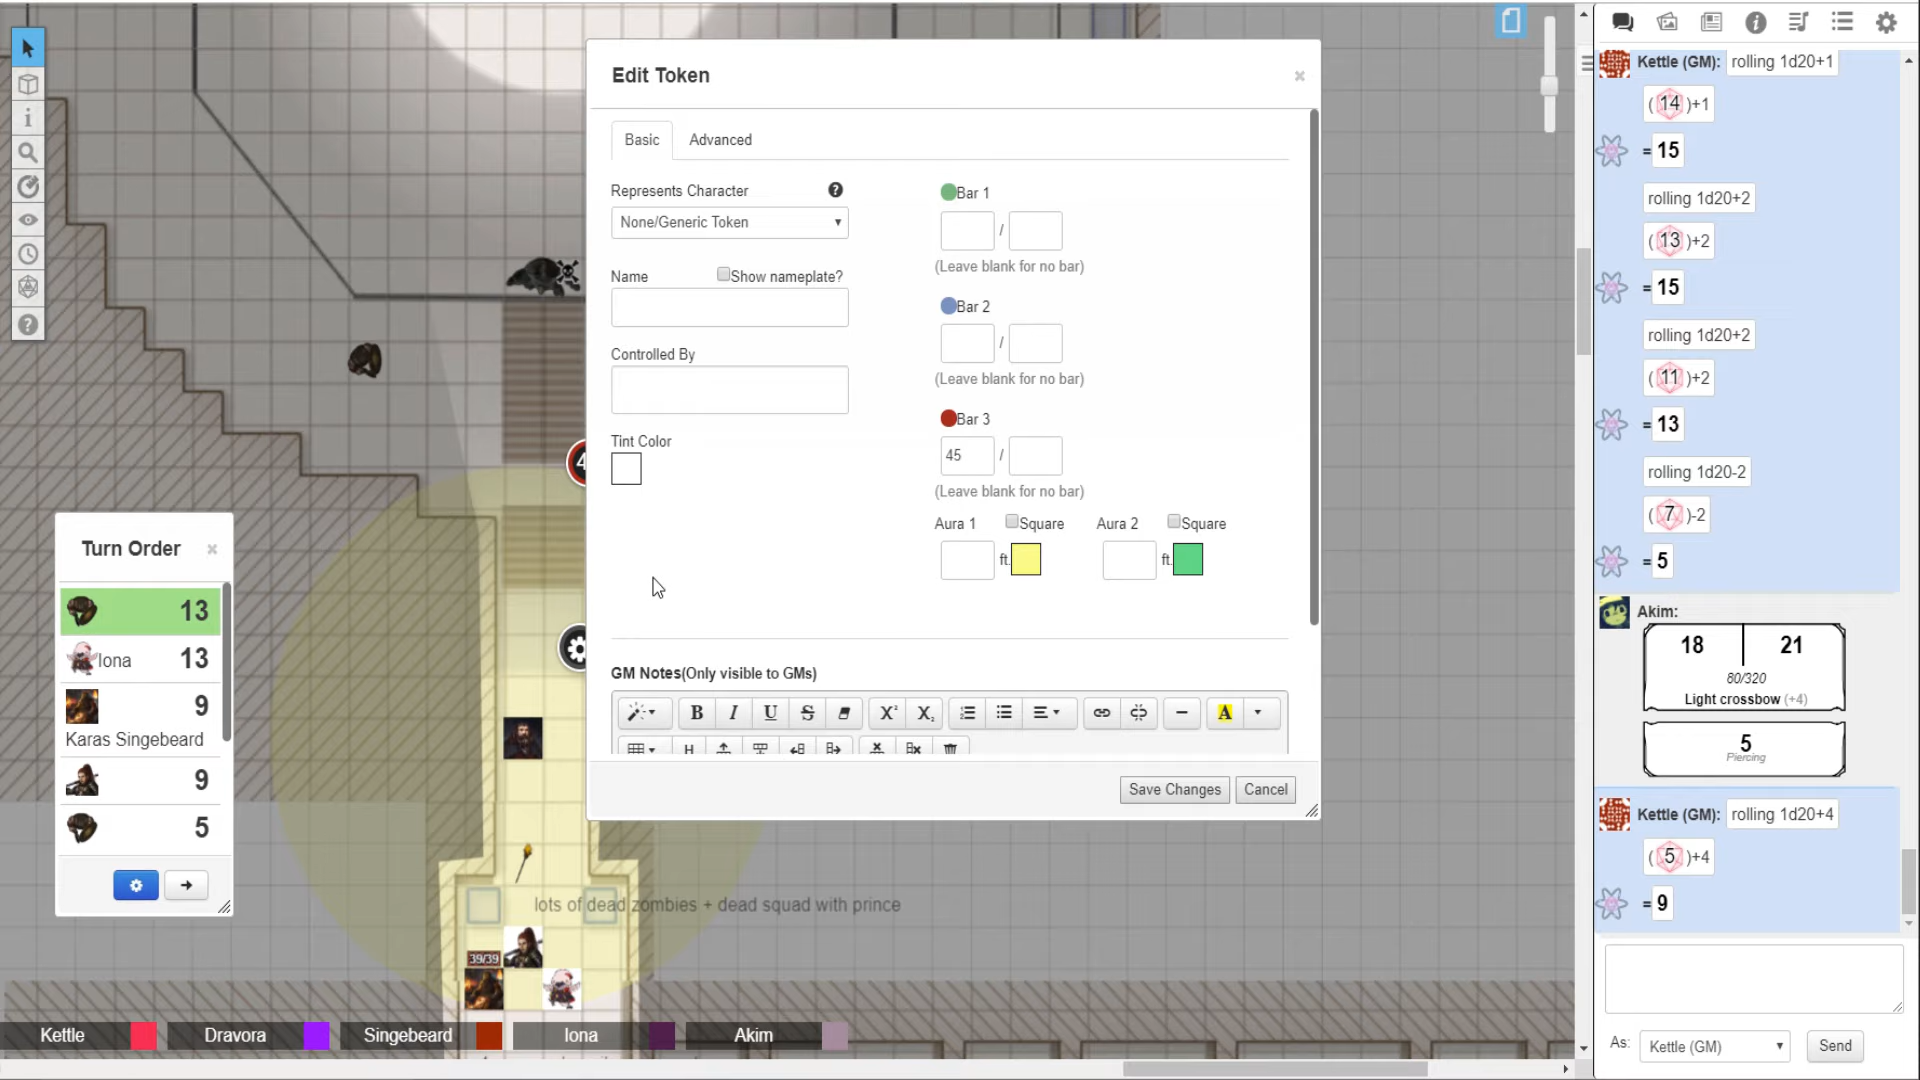 Edit Token
Basic
Advanced
Represents Character
None/Generic Token
Name
Show nameplate?
Controlled By
Tint Color
Bar 1
/
(Leave blank for no bar)
Bar 2
/
(Leave blank for no bar)
Bar 3
45 /
(Leave blank for no bar)
Aura 1
Square
Aura 2
Square
ft.
ft.
GM Notes(Only visible to GMs)
B I U S X² X₂ A
H
Save Changes
Cancel
Turn Order
13
Iona 13
9
Karas Singebeard
9
5
lots of dead zombies + dead squad with prince
39/39
Kettle
Dravora
Singebeard
Iona
Akim
Kettle (GM): rolling 1d20+1
(14)+1
=15
rolling 1d20+2
(13)+2
=15
rolling 1d20+2
(11)+2
=13
rolling 1d20-2
(7)-2
=5
Akim:
18 21
80/320
Light crossbow (+4)
5
Piercing
Kettle (GM): rolling 1d20+4
(5)+4
=9
As: Kettle (GM)
Send